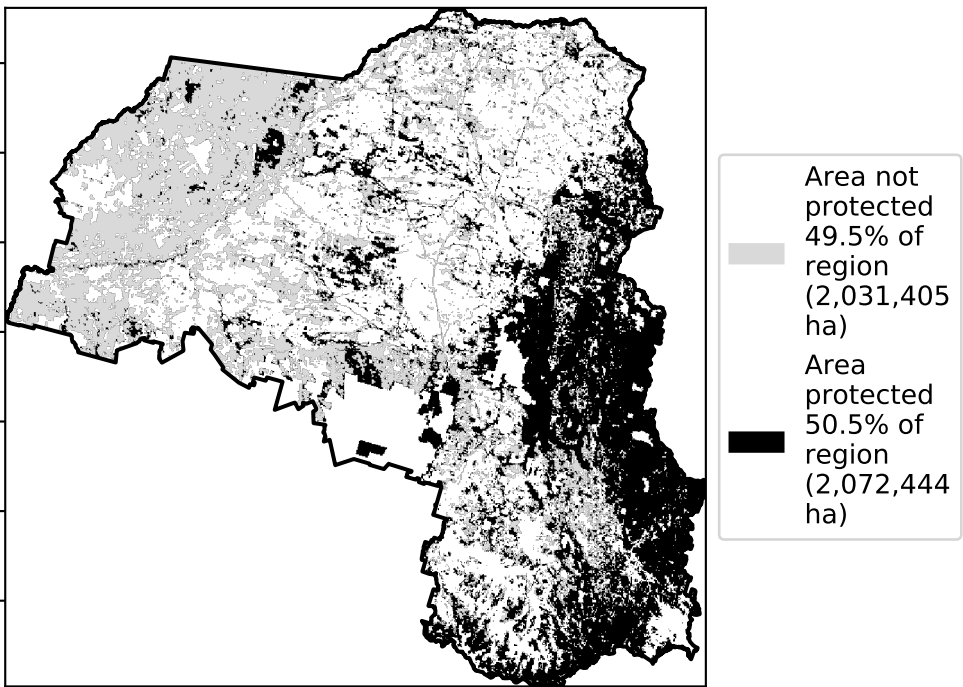 Area not
protected
49.5% of
region
(2,031,405
ha)
Area
protected
50.5% of
region
(2,072,444
ha)